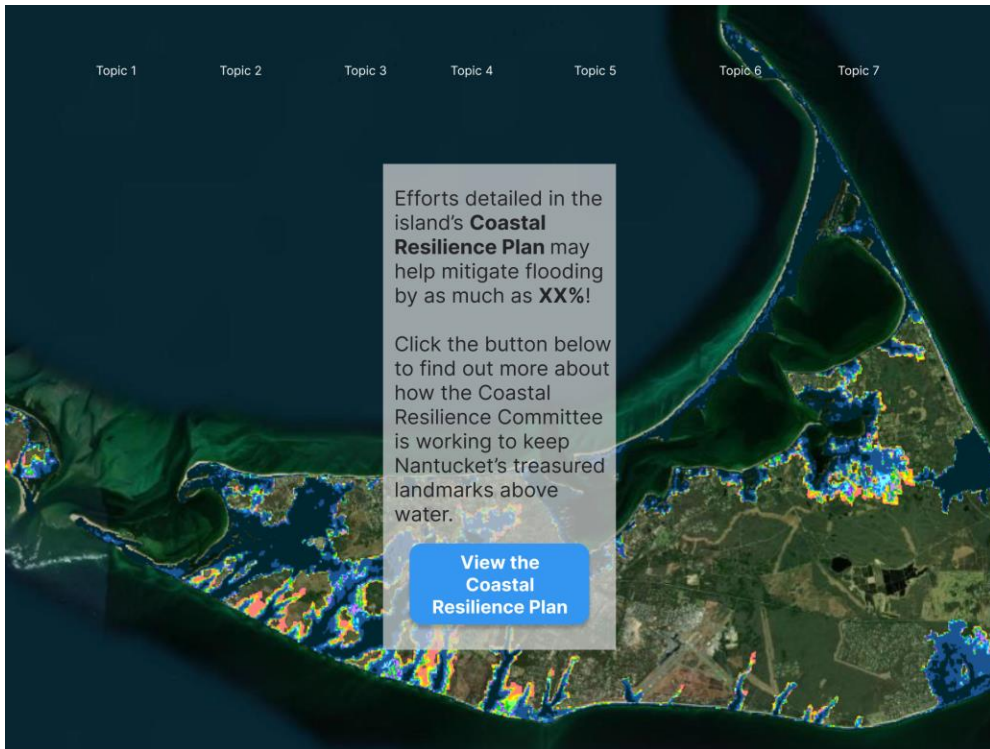 Topic 1 Topic 2 Topic 3 Topic 4 Topic 5 Topic 6 Topic 7
Efforts detailed in the
island’s Coastal
Resilience Plan may
help mitigate flooding
by as much as XX%!
Click the button below
to find out more about
how the Coastal
Resilience Committee
is working to keep
Nantucket’s treasured
landmarks above
water.
View the
Coastal
Resilience Plan